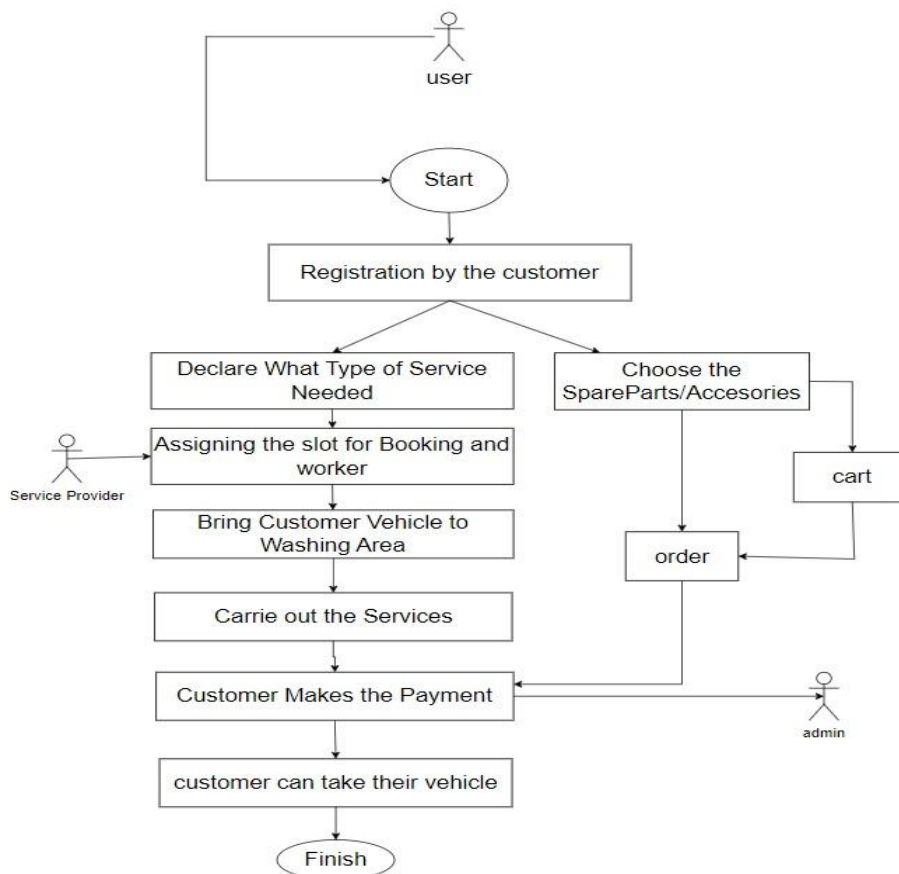 user
Start
Registration by the customer
Declare What Type of Service
Needed
Choose the
SpareParts/Accesories
Assigning the slot for Booking and
worker
Service Provider
cart
Bring Customer Vehicle to
Washing Area
order
Carrie out the Services
Customer Makes the Payment
admin
customer can take their vehicle
Finish